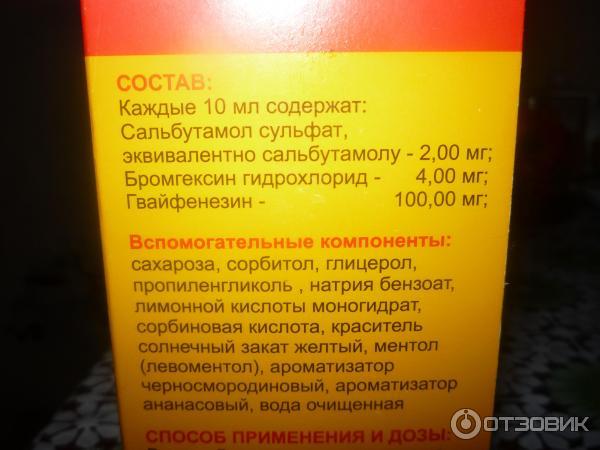 СОСТАВ:
Каждые 10 мл содержат:
Сальбутамол сульфат,
эквивалентно сальбутамолу - 2,00 мг;
Бромгексин гидрохлорид - 4,00 мг;
Гвайфенезин - 100,00 мг;
Вспомогательные компоненты:
сахароза, сорбитол, глицерол,
пропиленгликоль , натрия бензоат,
лимонной кислоты моногидрат,
сорбиновая кислота, краситель
солнечный закат желтый, ментол
(левоментол), ароматизатор
черносмородиновый, ароматизатор
ананасовый, вода очищенная
СПОСОБ ПРИМЕНЕНИЯ И ДОЗЫ:
ОТЗОВИК